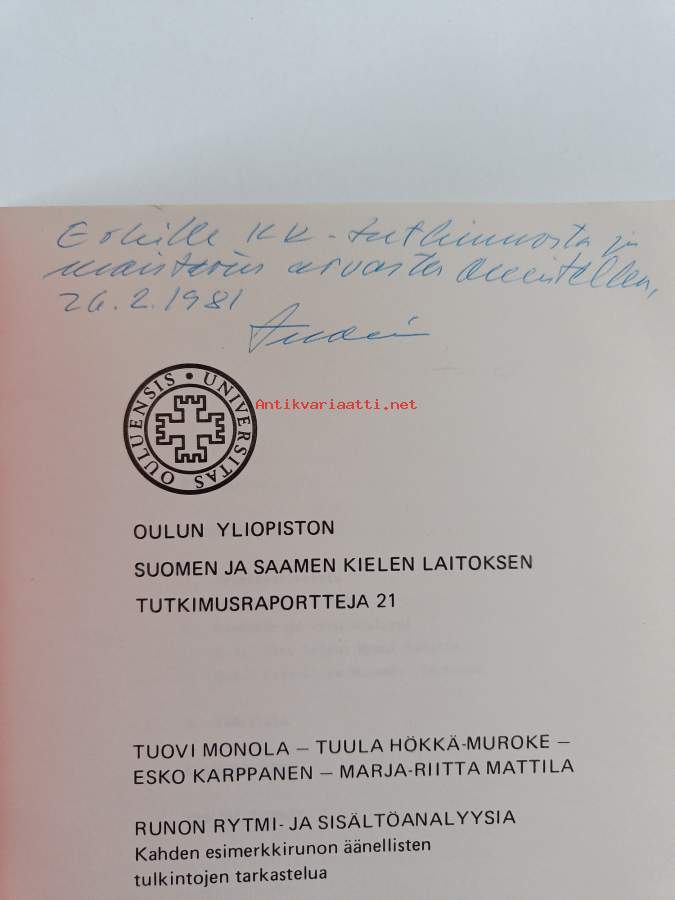 Erkille KK-tutkinnosta ja
maisterin arvosta onnitellen,
26.2.1981
UNIVERSITAS OULUENSIS
Antikvariaatti.net
OULUN YLIOPISTON
SUOMEN JA SAAMEN KIELEN LAITOKSEN
TUTKIMUSRAPORTTEJA 21
TUOVI MONOLA — TUULA HÖKKÄ-MUROKE —
ESKO KARPPANEN — MARJA-RIITTA MATTILA
RUNON RYTMI- JA SISÄLTÖANALYYSIA
Kahden esimerkkirunon äänellisten
tulkintojen tarkastelua